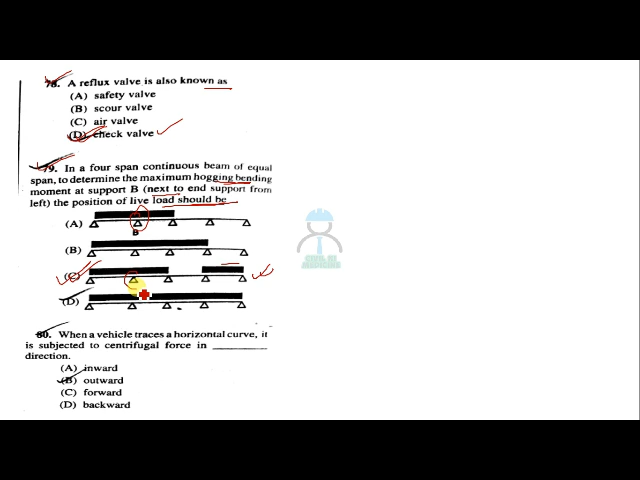 78. A reflux valve is also known as
(A) safety valve
(B) scour valve
(C) air valve
(D) check valve
79. In a four span continuous beam of equal
span, to determine the maximum hogging bending
moment at support B (next to end support from
left) the position of live load should be
(A)
B
(B)
(C)
(D)
80. When a vehicle traces a horizontal curve, it
is subjected to centrifugal force in ________
direction.
(A) inward
(B) outward
(C) forward
(D) backward